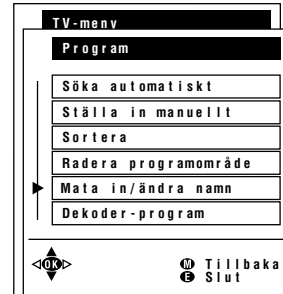 TV-meny
Program
Söka automatiskt
Ställa in manuellt
Sortera
Radera programområde
Mata in/ändra namn
Dekoder-program
OK
M Tillbaka
E Slut